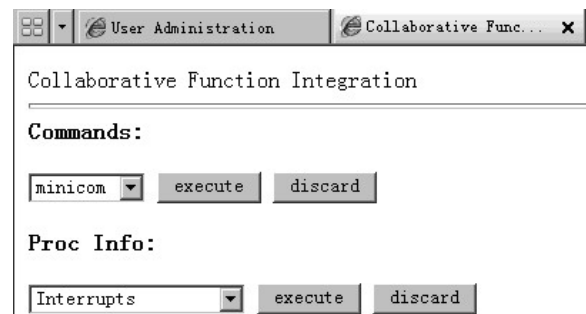 User Administration Collaborative Func...
Collaborative Function Integration
Commands:
minicom execute discard
Proc Info:
Interrupts execute discard